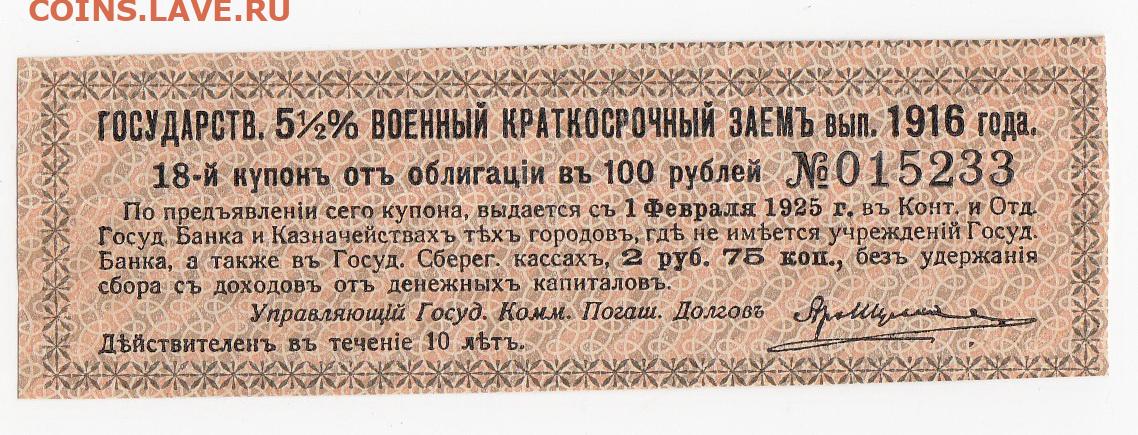 COINS.LAVE.RU
ГОСУДАРСТВ. 5½% ВОЕННЫЙ КРАТКОСРОЧНЫЙ ЗАЕМЪ вып. 1916 года.
18-й купонъ отъ облигаціи въ 100 рублей №015233
По предъявленіи сего купона, выдается съ 1 Февраля 1925 г. въ Конт. и Отд.
Госуд. Банка и Казначействахъ тѣхъ городовъ, гдѣ не имѣется учрежденій Госуд.
Банка, а также въ Госуд. Сберег. кассахъ, 2 руб. 75 коп., безъ удержанія
сбора съ доходовъ отъ денежныхъ капиталовъ.
Управляющій Госуд. Комм. Погаш. Долговъ
Дѣйствителенъ въ теченіе 10 лѣтъ.